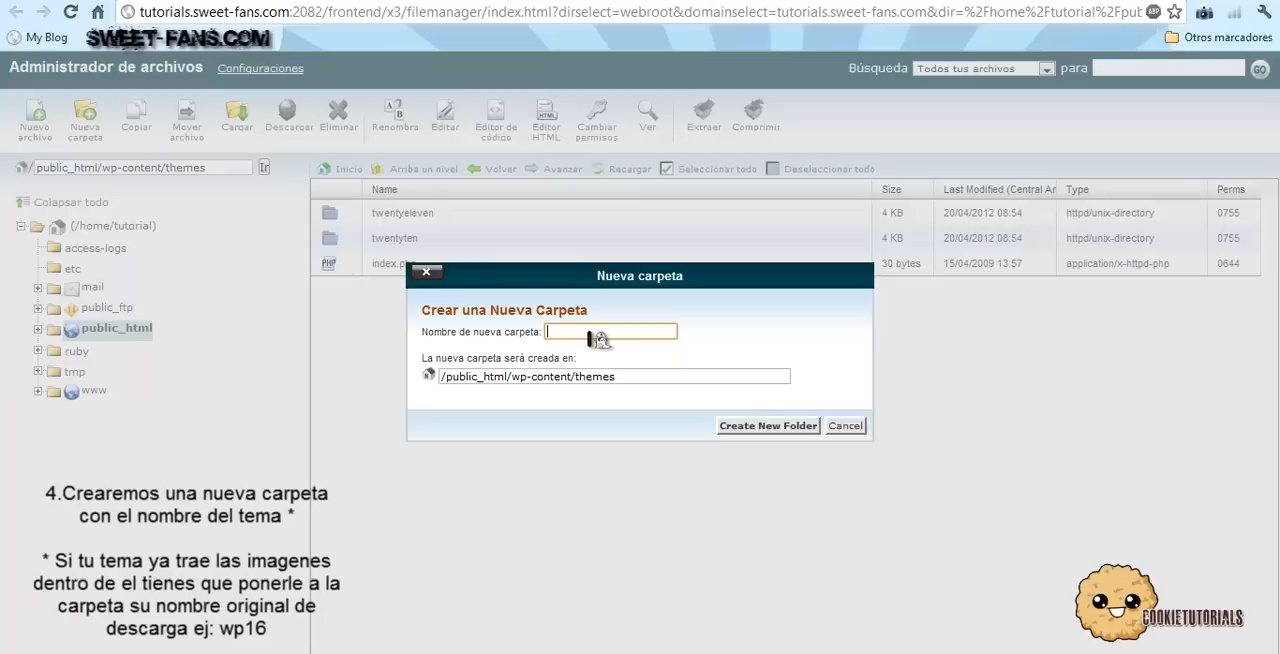 tutorials.sweet-fans.com:2082/frontend/x3/filemanager/index.html?dirselect=webroot&domainselect=tutorials.sweet-fans.com&dir=%2Fhome%2Ftutorial%2Fput
ABP
My Blog
SWEET-FANS.COM
Otros marcadores
Administrador de archivos Configuraciones
Búsqueda Todos tus archivos para GO
Nuevo archivo
Nueva carpeta
Copiar
Mover archivo
Cargar
Descargar
Eliminar
Renombra
Editar
Editor de código
Editor HTML
Cambiar permisos
Ver
Extraer
Comprimir
/ public_html/wp-content/themes Ir
Inicio Arriba un nivel Volver Avanzar Recargar Seleccionar todo Deseleccionar todo
Name Size Last Modified (Central Ar Type Perms
twentyeleven 4 KB 20/04/2012 08:54 httpd/unix-directory 0755
twentyten 4 KB 20/04/2012 08:54 httpd/unix-directory 0755
PHP 30 bytes 15/04/2009 13:57 application/x-httpd-php 0644
Colapsar todo
(/home/tutorial)
access-logs
etc
mail
public_ftp
public_html
ruby
tmp
www
Nueva carpeta
Crear una Nueva Carpeta
Nombre de nueva carpeta:
La nueva carpeta será creada en:
/public_html/wp-content/themes
Create New Folder Cancel
4.Crearemos una nueva carpeta
con el nombre del tema *
* Si tu tema ya trae las imagenes
dentro de el tienes que ponerle a la
carpeta su nombre original de
descarga ej: wp16
COOKIETUTORIALS